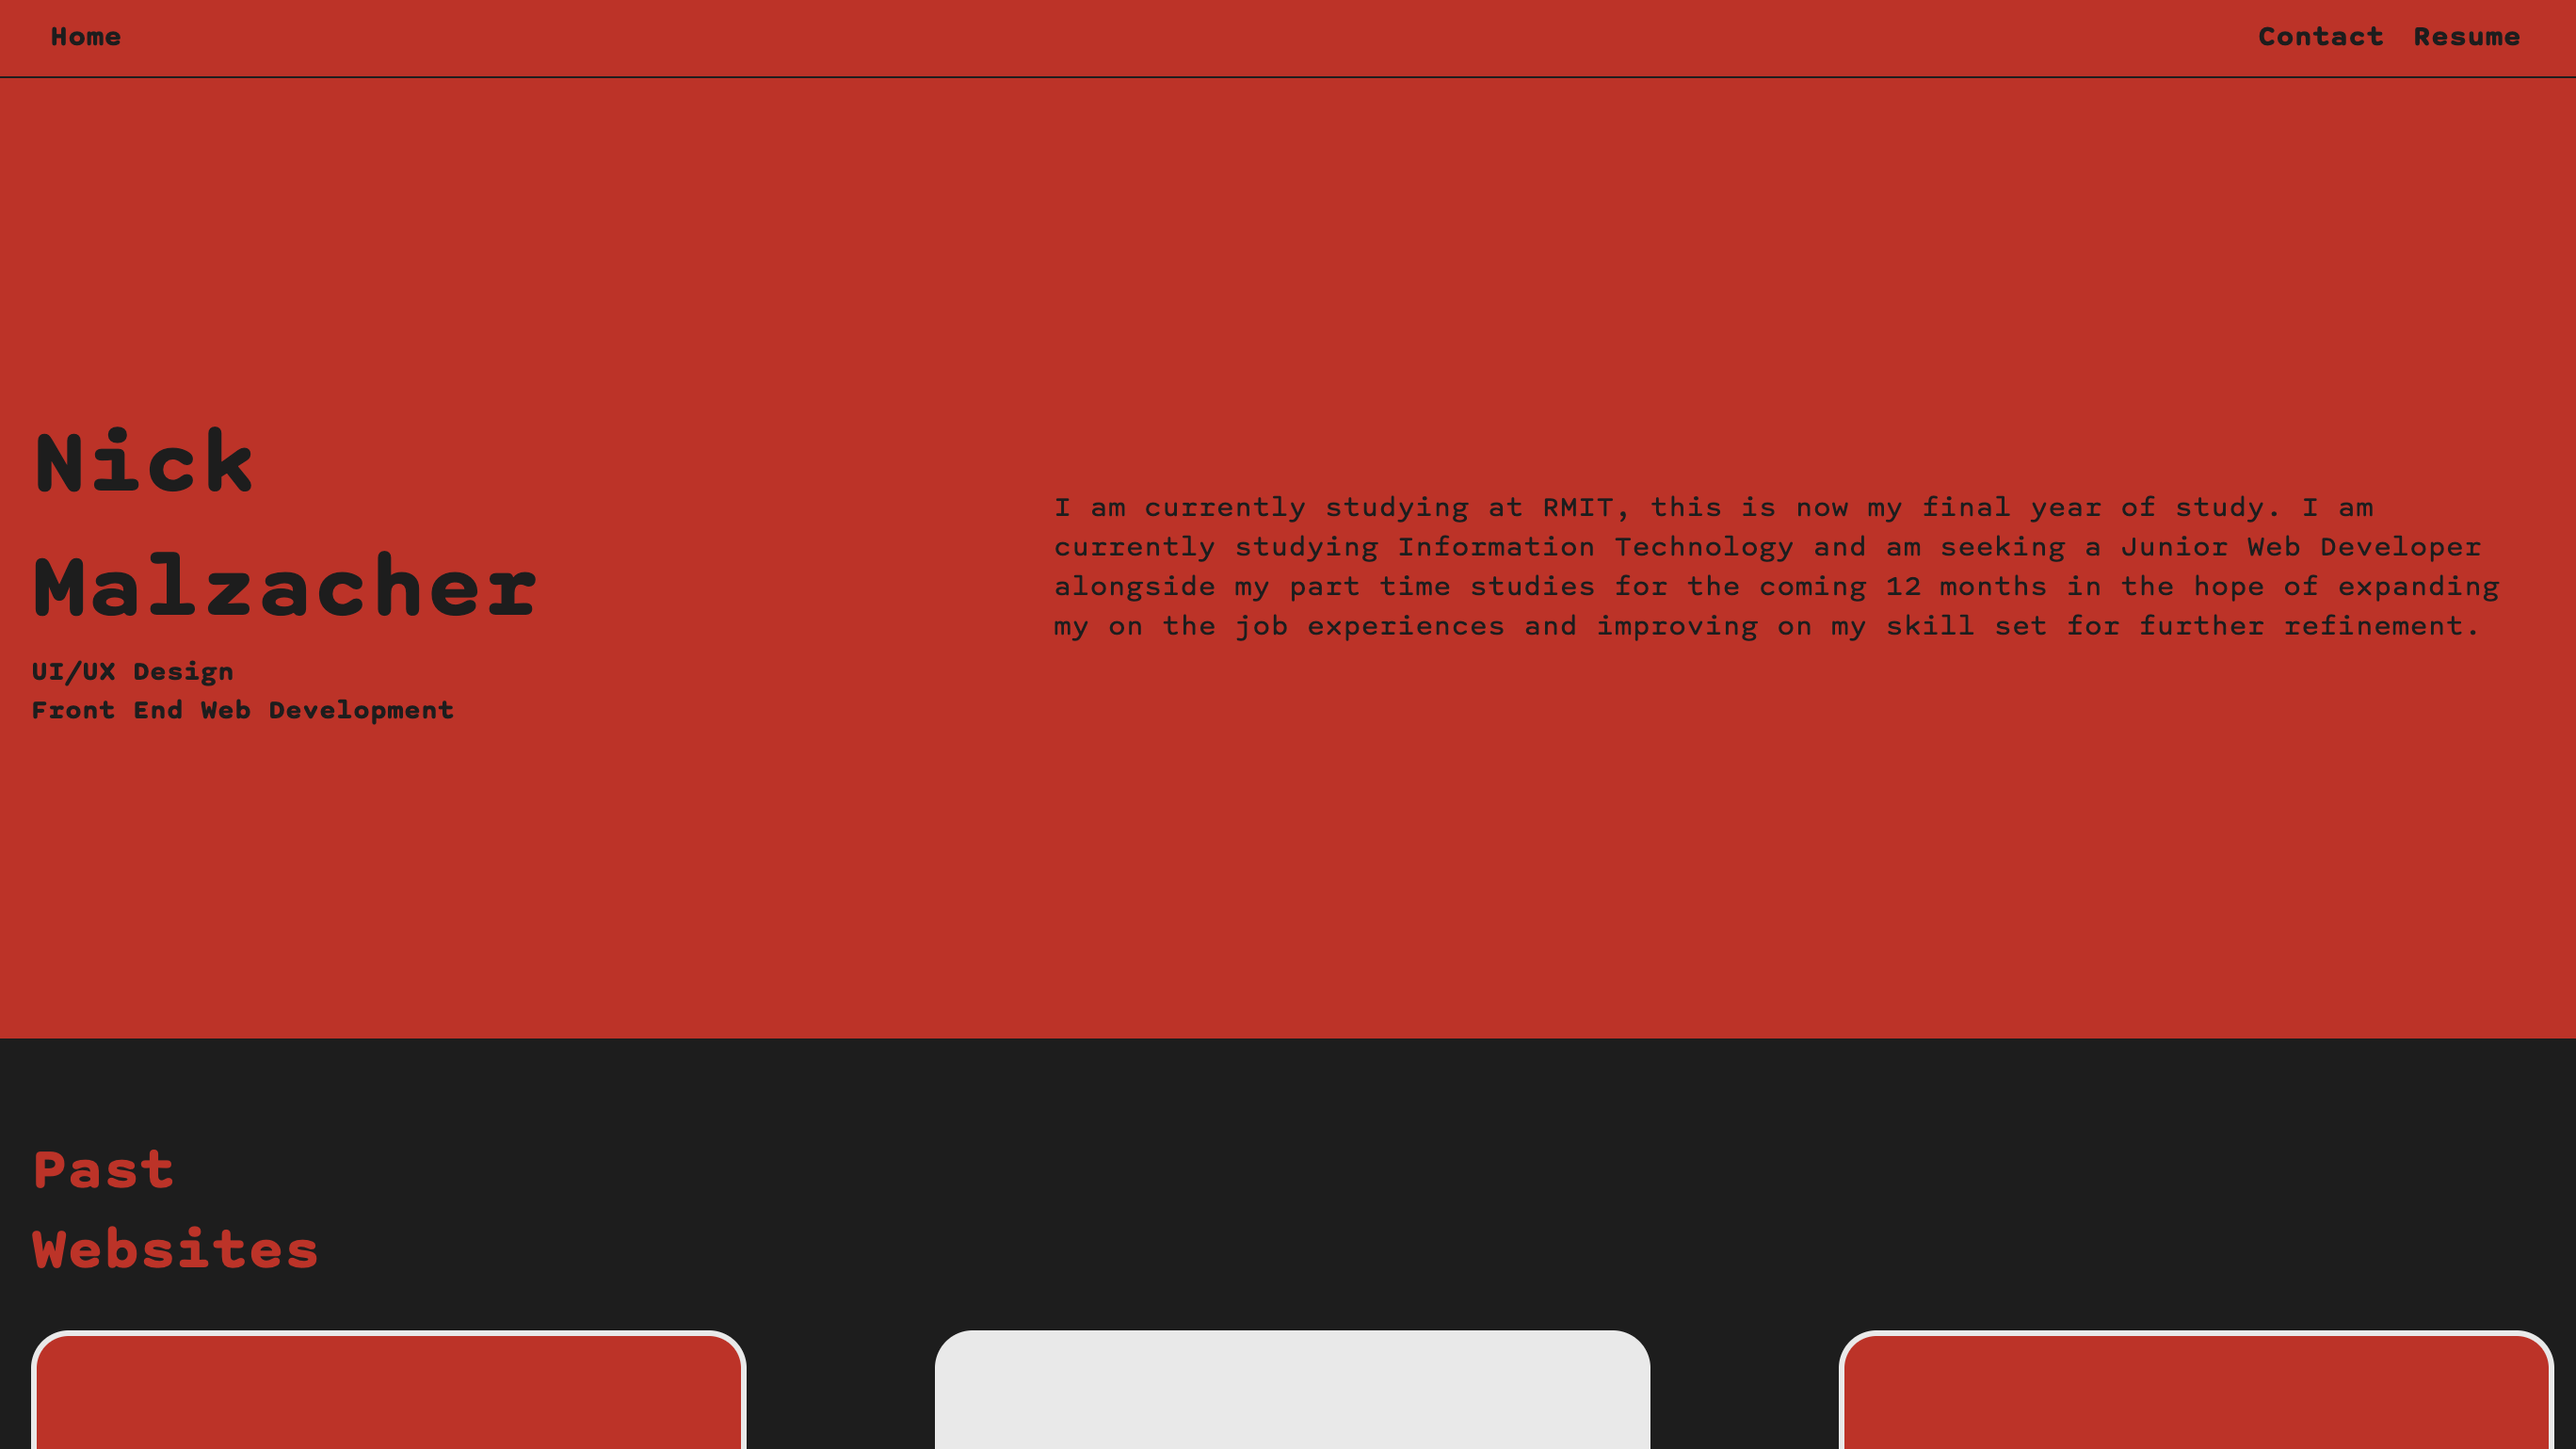 Home
Contact Resume
Nick
Malzacher
UI/UX Design
Front End Web Development
I am currently studying at RMIT, this is now my final year of study. I am
currently studying Information Technology and am seeking a Junior Web Developer
alongside my part time studies for the coming 12 months in the hope of expanding
my on the job experiences and improving on my skill set for further refinement.
Past
Websites